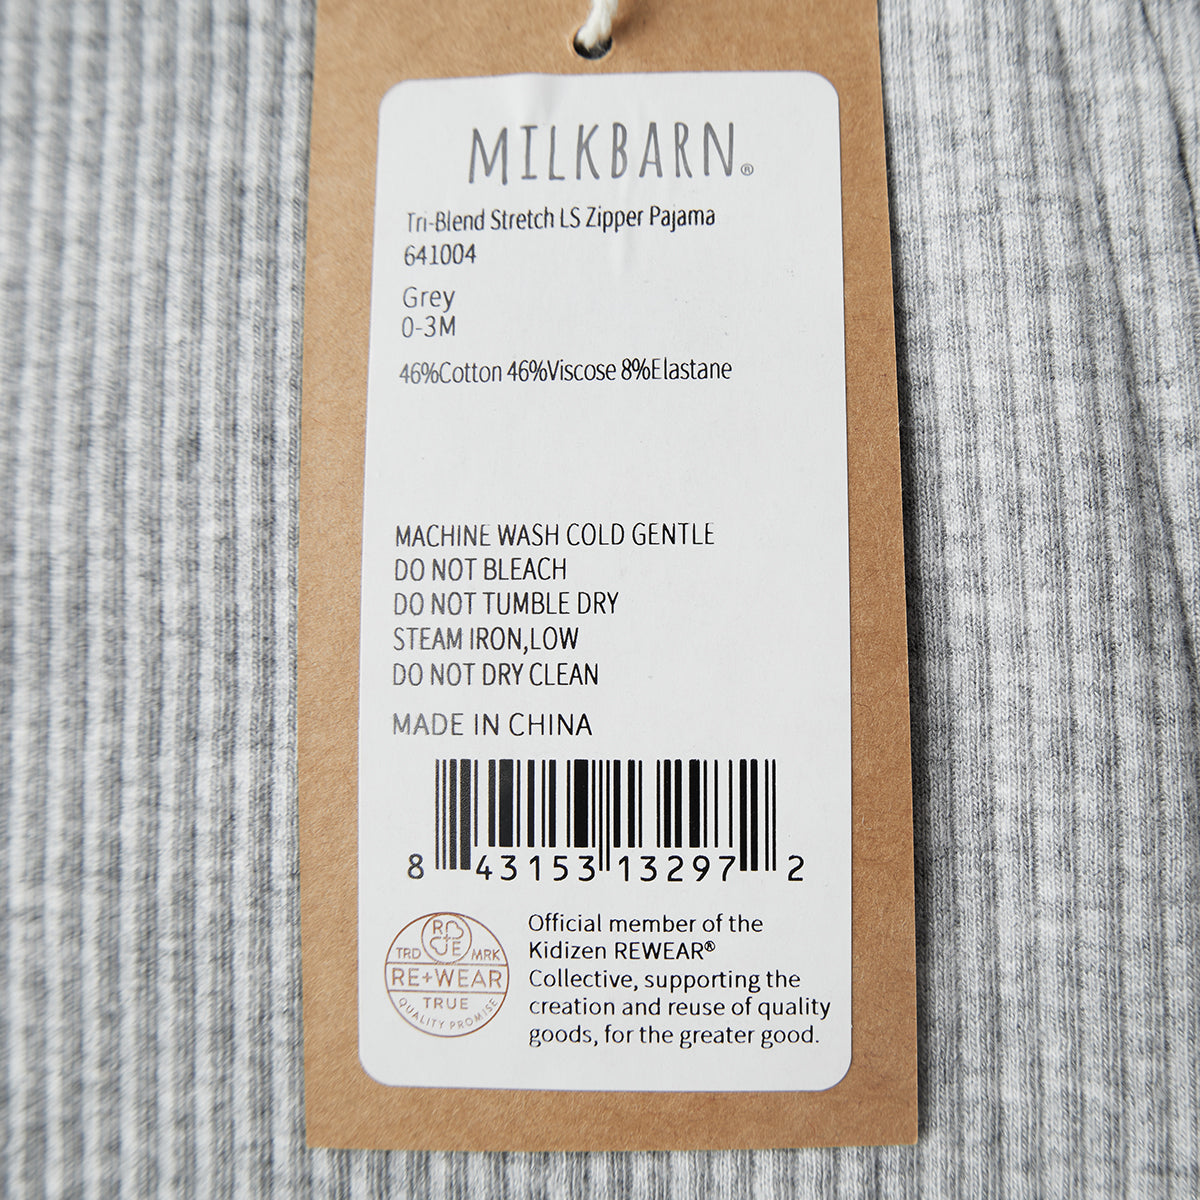 MILKBARN®
Tri-Blend Stretch LS Zipper Pajama
641004
Grey
0-3M
46%Cotton 46%Viscose 8%Elastane
MACHINE WASH COLD GENTLE
DO NOT BLEACH
DO NOT TUMBLE DRY
STEAM IRON,LOW
DO NOT DRY CLEAN
MADE IN CHINA
8 43153 13297 2
R
E
TRD MRK
RE+WEAR
TRUE
QUALITY PROMISE
Official member of the
Kidizen REWEAR®
Collective, supporting the
creation and reuse of quality
goods, for the greater good.